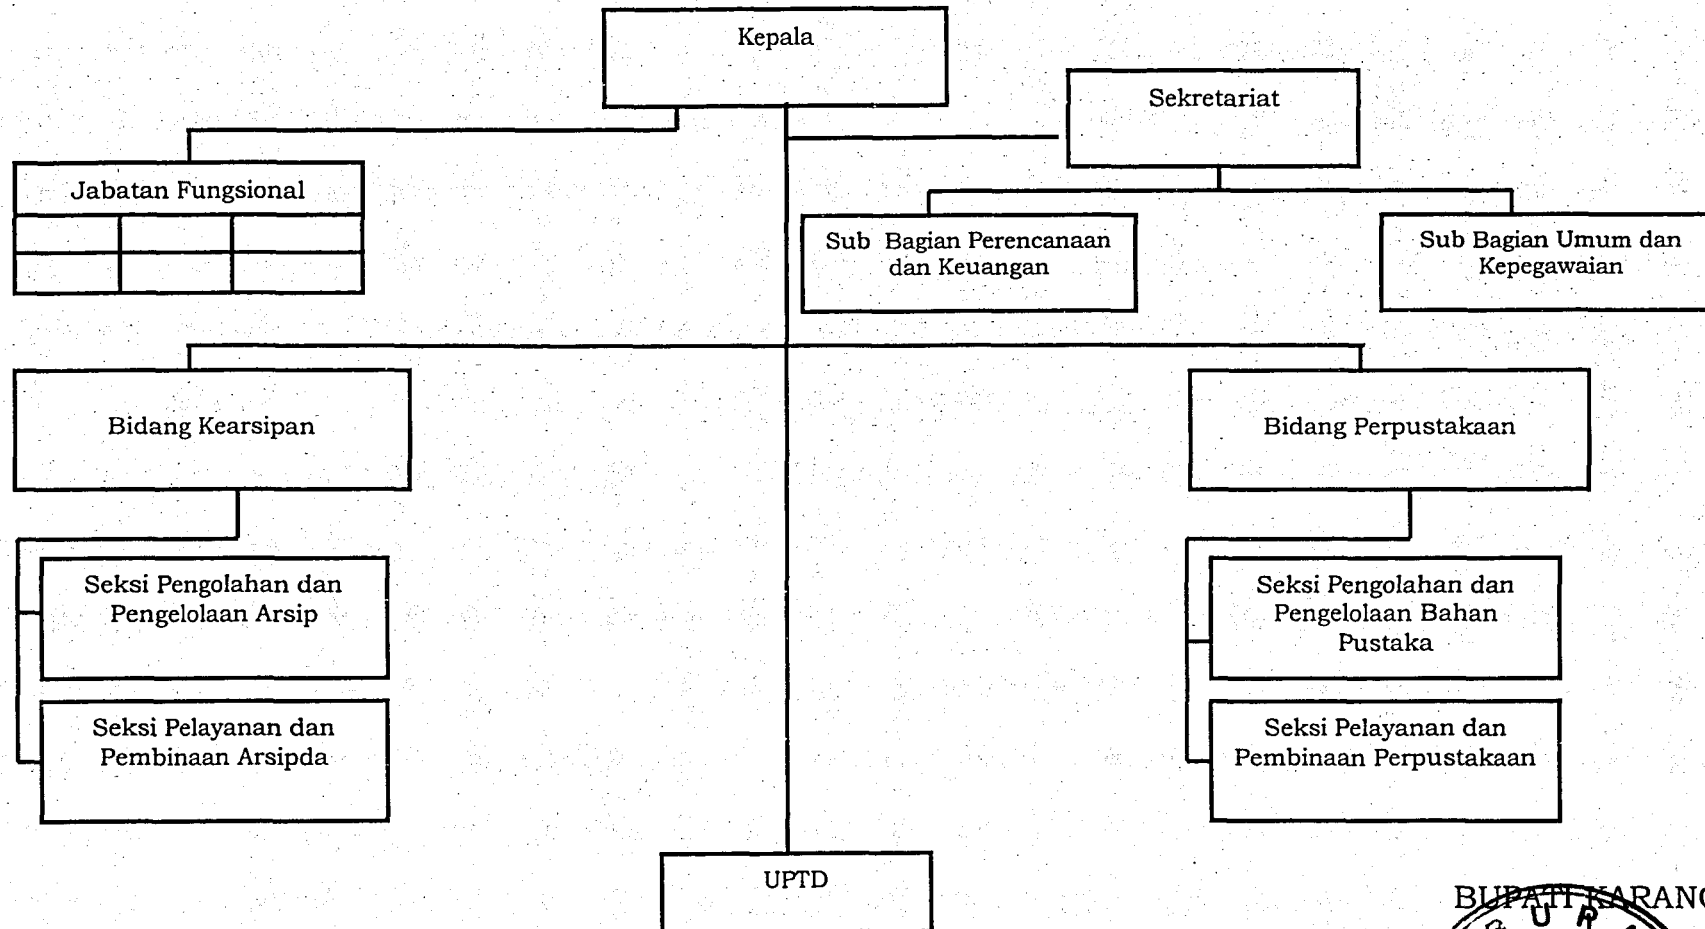 Kepala
Sekretariat
Jabatan Fungsional
Sub Bagian Perencanaan
dan Keuangan
Sub Bagian Umum dan
Kepegawaian
Bidang Kearsipan
Bidang Perpustakaan
Seksi Pengolahan dan
Pengelolaan Arsip
Seksi Pengolahan dan
Pengelolaan Bahan
Pustaka
Seksi Pelayanan dan
Pembinaan Arsipda
Seksi Pelayanan dan
Pembinaan Perpustakaan
UPTD
BUPATI KARANG